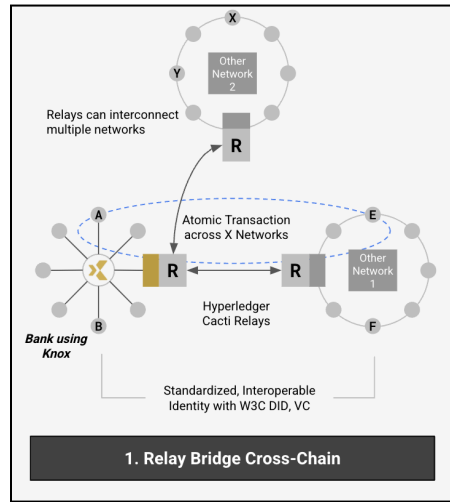 X
Other
Network
2
Y
Relays can interconnect
multiple networks
R
A
Atomic Transaction
across X Networks
E
Other
Network
1
R
R
Hyperledger
Cacti Relays
B
F
Bank using
Knox
Standardized, Interoperable
Identity with W3C DID, VC
1. Relay Bridge Cross-Chain